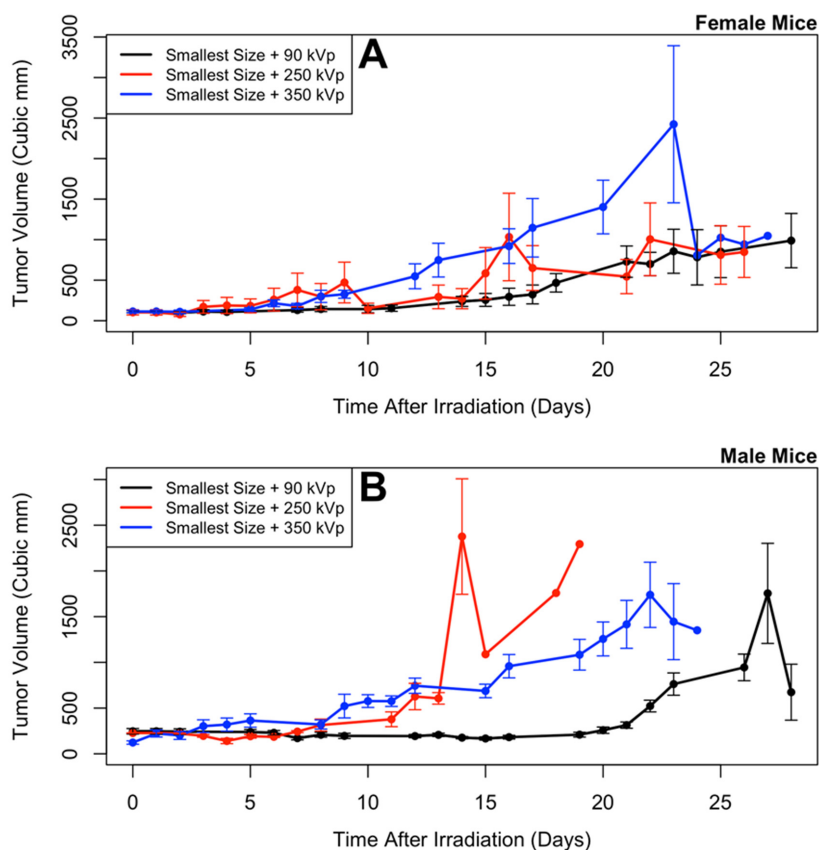 Female Mice
A
Smallest Size + 90 kVp
Smallest Size + 250 kVp
Smallest Size + 350 kVp
Tumor Volume (Cubic mm)
3500
2500
1500
500
0
0 5 10 15 20 25
Time After Irradiation (Days)
Male Mice
B
Smallest Size + 90 kVp
Smallest Size + 250 kVp
Smallest Size + 350 kVp
Tumor Volume (Cubic mm)
2500
1500
500
0
0 5 10 15 20 25
Time After Irradiation (Days)